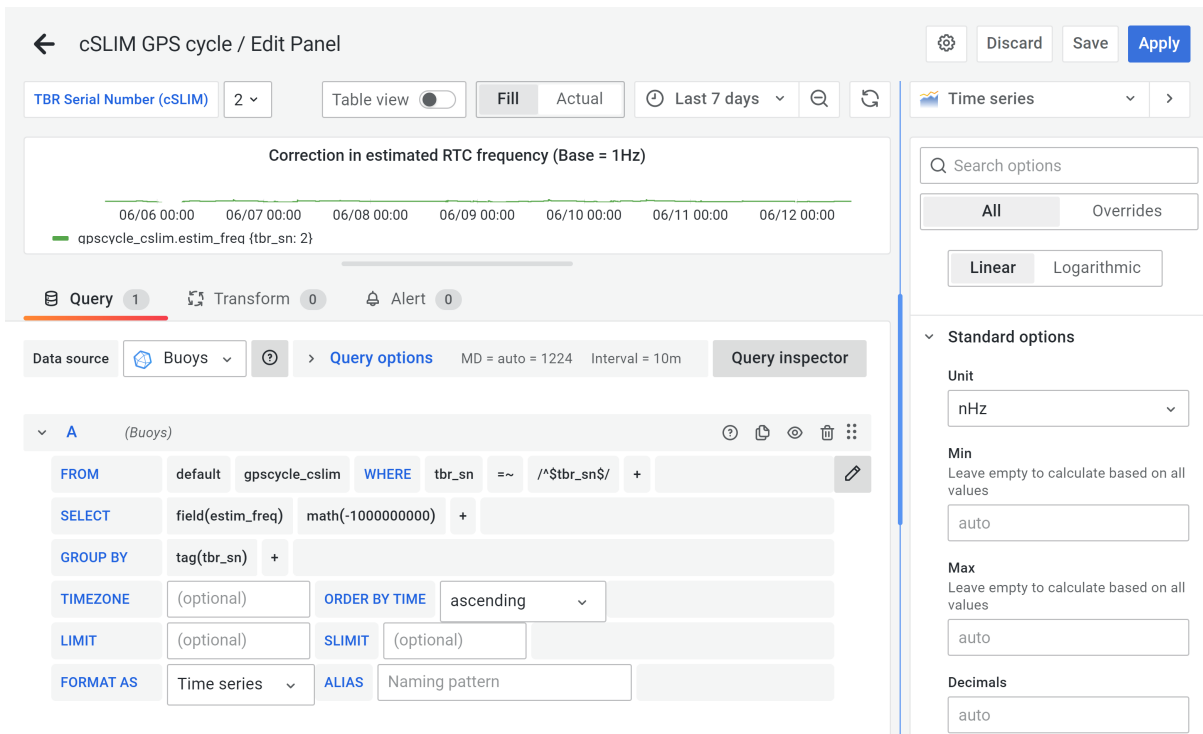 cSLIM GPS cycle / Edit Panel
Discard
Save
Apply
TBR Serial Number (cSLIM)
2
Table view
Fill
Actual
Last 7 days
Time series
Correction in estimated RTC frequency (Base = 1Hz)
06/06 00:00 06/07 00:00 06/08 00:00 06/09 00:00 06/10 00:00 06/11 00:00 06/12 00:00
gpscycle_cslim.estim_freq {tbr_sn: 2}
Search options
All
Overrides
Linear
Logarithmic
Query 1
Transform 0
Alert 0
Data source
Buoys
Query options
MD = auto = 1224
Interval = 10m
Query inspector
A
(Buoys)
FROM default gpscycle_cslim WHERE tbr_sn =~ /^$tbr_sn$/ +
SELECT field(estim_freq) math(-1000000000) +
GROUP BY tag(tbr_sn) +
TIMEZONE (optional) ORDER BY TIME ascending
LIMIT (optional) SLIMIT (optional)
FORMAT AS Time series ALIAS Naming pattern
Standard options
Unit
nHz
Min
Leave empty to calculate based on all
values
auto
Max
Leave empty to calculate based on all
values
auto
Decimals
auto